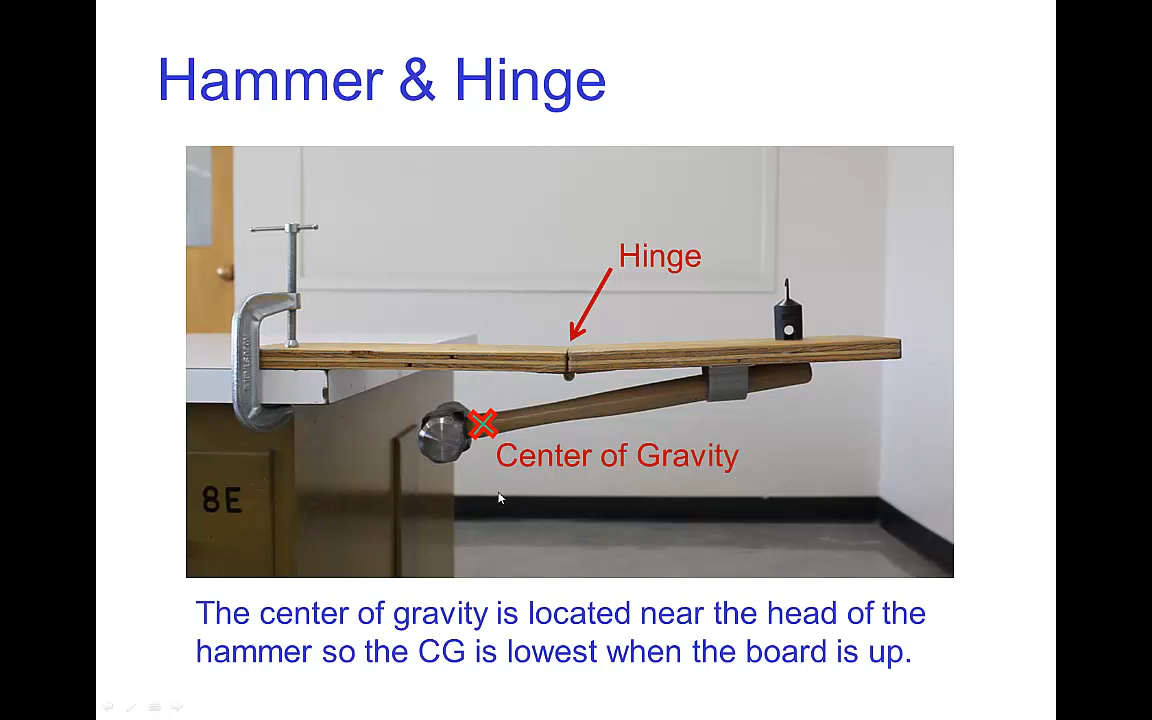 Hammer & Hinge
Hinge
Center of Gravity
8E
The center of gravity is located near the head of the
hammer so the CG is lowest when the board is up.